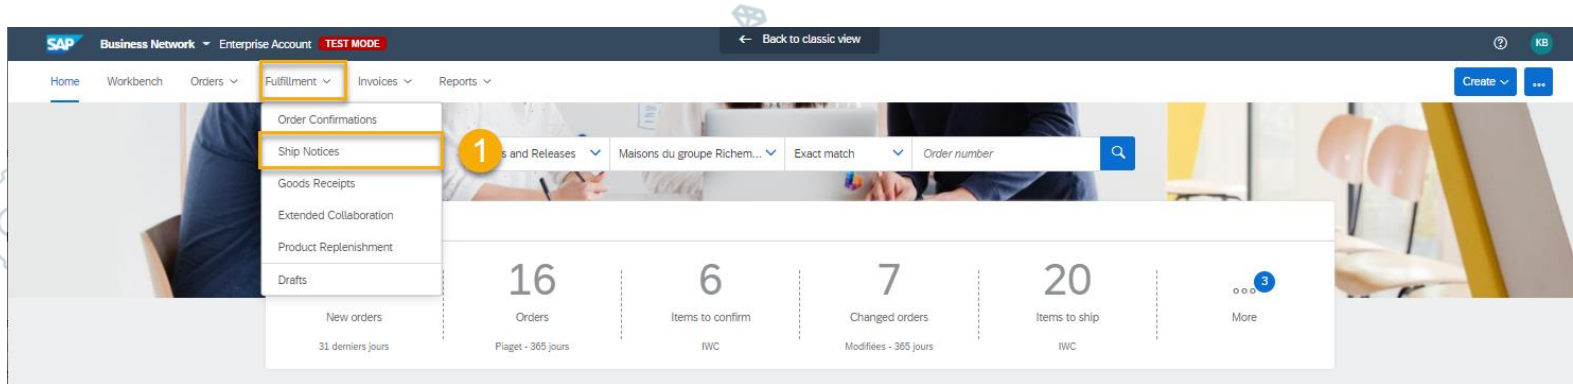 SAP Business Network Enterprise Account TEST MODE
← Back to classic view
KB
Home Workbench Orders Fulfillment Invoices Reports
Create
Order Confirmations
Ship Notices
1
s and Releases Maisons du groupe Richem... Exact match Order number
Goods Receipts
Extended Collaboration
Product Replenishment
Drafts
16 6 7 20 3
New orders Orders Items to confirm Changed orders Items to ship More
31 derniers jours Piaget - 365 jours IWC Modifiées - 365 jours IWC